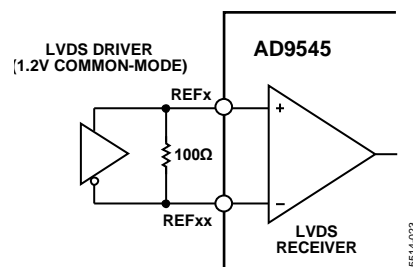 LVDS DRIVER
(1.2V COMMON-MODE)
AD9545
REFx
+
100Ω
−
REFxx
LVDS
RECEIVER